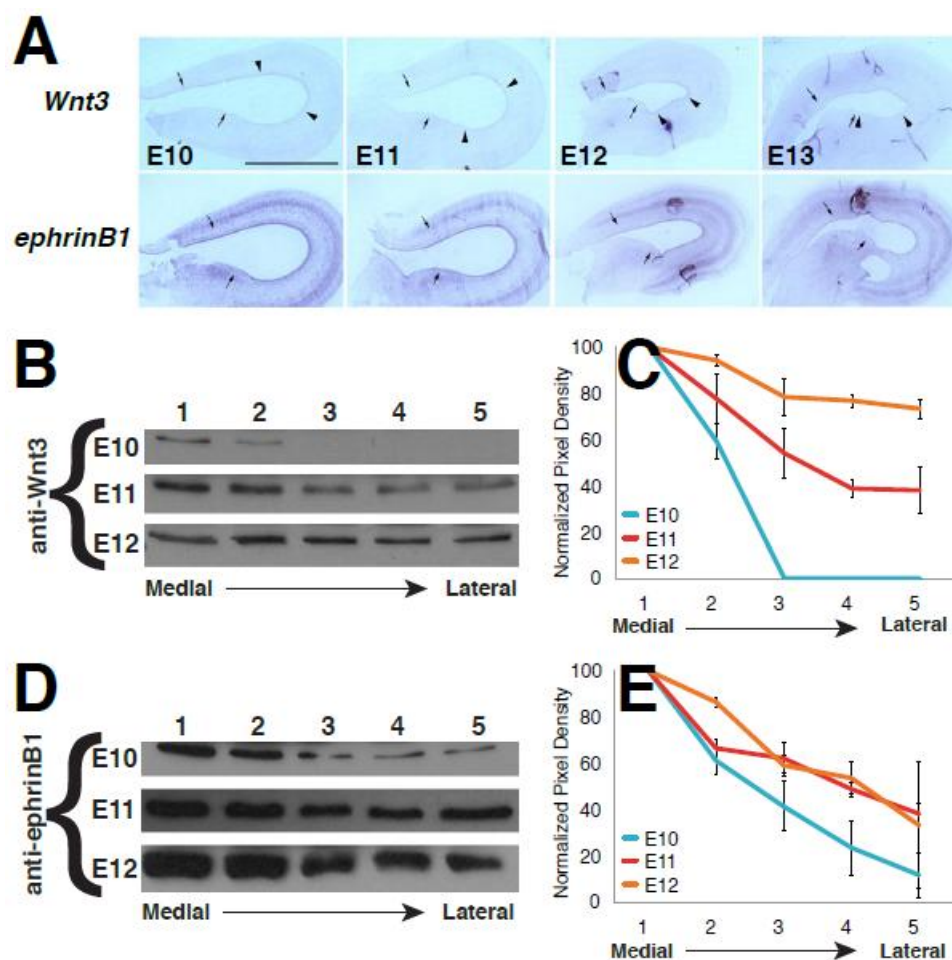 A
Wnt3
E10
E11
E12
E13
ephrinB1
B
anti-Wnt3
1 2 3 4 5
E10
E11
E12
Medial Lateral
C
Normalized Pixel Density
100
80
60
40
20
0
E10
E11
E12
1 2 3 4 5
Medial Lateral
D
anti-ephrinB1
1 2 3 4 5
E10
E11
E12
Medial Lateral
E
Normalized Pixel Density
100
80
60
40
20
0
E10
E11
E12
1 2 3 4 5
Medial Lateral